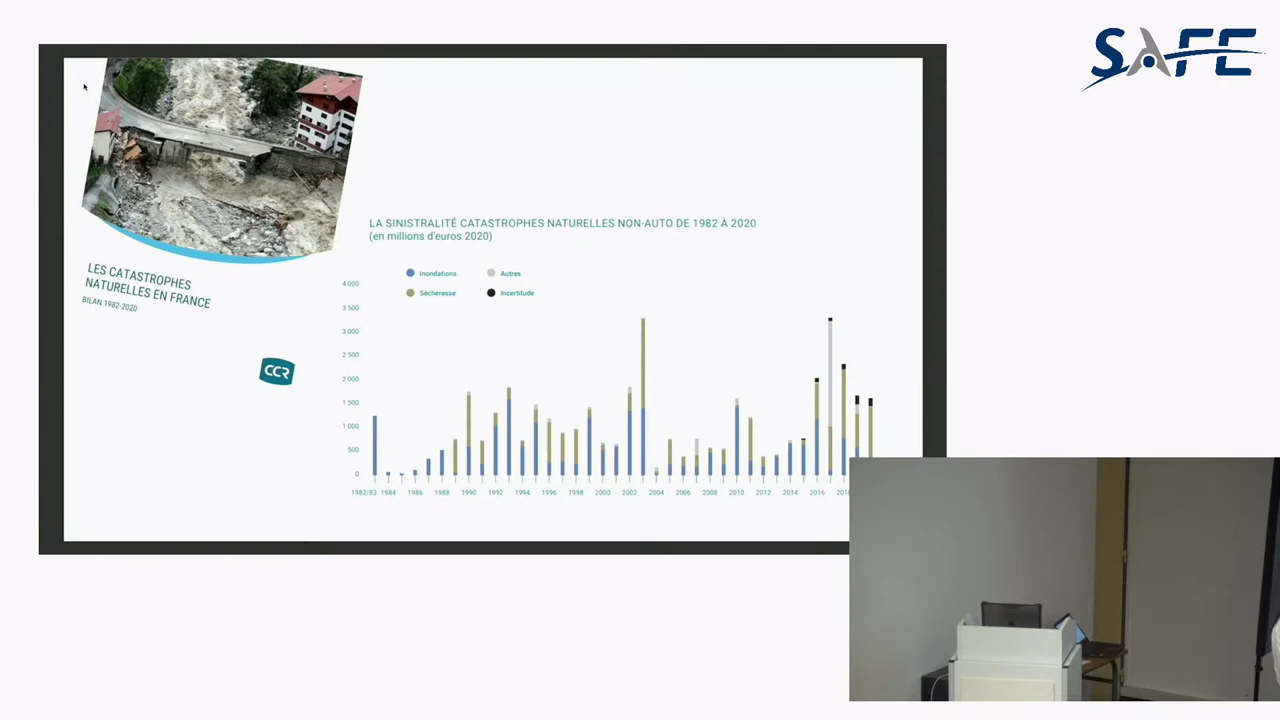 SAFE
LES CATASTROPHES
NATURELLES EN FRANCE
BILAN 1982-2020
CCR
LA SINISTRALITÉ CATASTROPHES NATURELLES NON-AUTO DE 1982 À 2020
(en millions d'euros 2020)
Inondations
Autres
Sécheresse
Incertitude
4 000
3 500
3 000
2 500
2 000
1 500
1 000
500
0
1982/83 1984 1986 1988 1990 1992 1994 1996 1998 2000 2002 2004 2006 2008 2010 2012 2014 2016